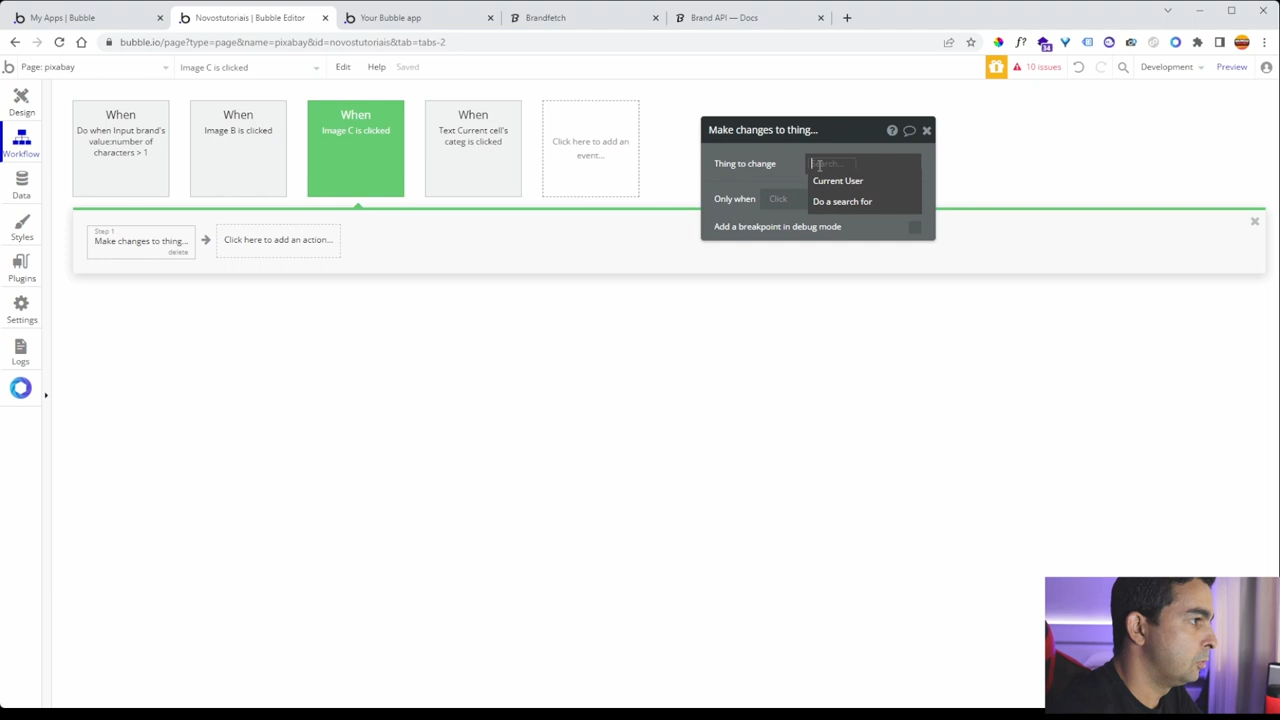 My Apps | Bubble
Novostutoriais | Bubble Editor
Your Bubble app
Brandfetch
Brand API — Docs
bubble.io/page?type=page&name=pixabay&id=novostutoriais&tab=tabs-2
Page: pixabay
Image C is clicked
Edit
Help
Saved
10 issues
Development
Preview
Design
Workflow
Data
Styles
Plugins
Settings
Logs
When
Do when Input brand's
value:number of
characters > 1
When
Image B is clicked
When
Image C is clicked
When
Text Current cell's
categ is clicked
Click here to add an
event...
Step 1
Make changes to thing...
delete
Click here to add an action...
Make changes to thing...
Thing to change
Search...
Current User
Do a search for
Only when
Click
Add a breakpoint in debug mode